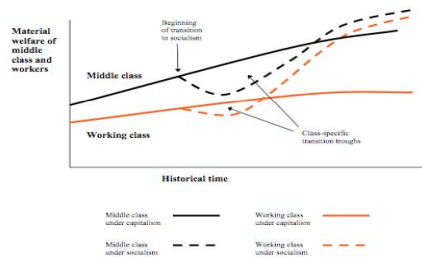 Material
welfare of
middle
class and
workers
Beginning
of transition
to socialism
Middle class
Working class
Class-specific
transition troughs
Historical time
Middle class
under capitalism
Working class
under capitalism
Middle class
under socialism
Working class
under socialism